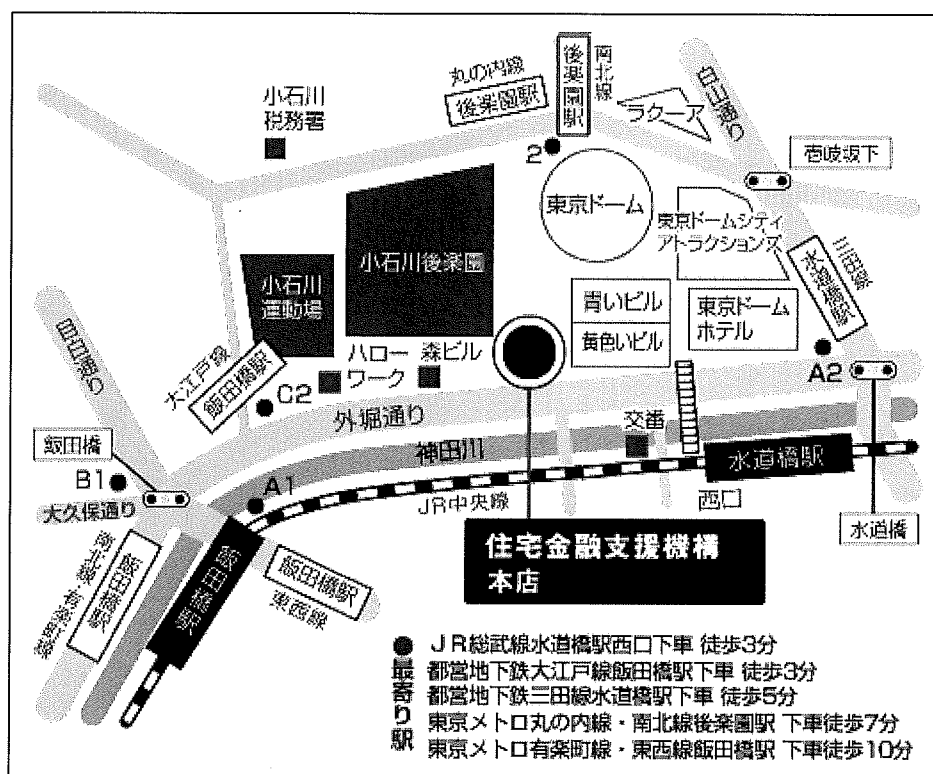 丸の内線
後楽園駅
後楽園駅
南北線
白山通り
小石川
税務署
ラクーア
2
壱岐坂下
東京ドーム
東京ドームシティ
アトラクションズ
三田線
水道橋駅
小石川後楽園
小石川
運動場
青いビル
黄色いビル
東京ドーム
ホテル
目白通り
大江戸線
飯田橋駅
C2
ハロー
ワーク
森ビル
A2
外堀通り
交番
飯田橋
神田川
水道橋駅
B1
A1
大久保通り
JR中央線
西口
水道橋
住宅金融支援機構
本店
南北線・有楽町線
飯田橋駅
飯田橋駅
飯田橋駅
東西線
●最寄り駅
JR総武線水道橋駅西口下車 徒歩3分
都営地下鉄大江戸線飯田橋駅下車 徒歩3分
都営地下鉄三田線水道橋駅下車 徒歩5分
東京メトロ丸の内線・南北線後楽園駅 下車徒歩7分
東京メトロ有楽町線・東西線飯田橋駅 下車徒歩10分